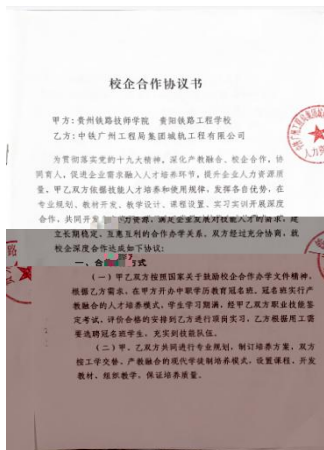 校企合作协议书
甲方：贵州铁路技师学院 贵阳铁路工程学校
乙方：中铁广州工程局集团城轨工程有限公司
为贯彻落实党的十九大精神，深化产教融合、校企合作、协
同育人，促进企业需求融入人才培养环节，提升企业人力资源质
量，甲乙双方依据技能人才培养和使用规律，发挥各自优势，在
专业规划、教材开发、教学设计、课程设置、实习实训开展深度
合作，共同开发 力资源，满足企业发展对技能人才的需求，建
立长期稳定、互惠互利的合作办学关系。双方经过充分协商，就
校企深度合作达成如下协议：
一、合 方式
（一）甲乙双方按照国家关于鼓励校企合作办学文件精神，
根据乙方需求，在甲方开办中职学历教育冠名班。冠名班实行产
教融合的人才培养模式，学生学习期满，经甲乙双方职业技能鉴
定考试、评价合格的安排到乙方进行顶岗实习，乙方根据用工需
要选聘冠名班学生，充实到技能队伍。
（二）甲、乙双方共同进行专业规划，制订培养方案，双方
按工学交替、产教融合的现代学徒制培养模式，设置课程、开发
教材、组织教学，保证培养质量。